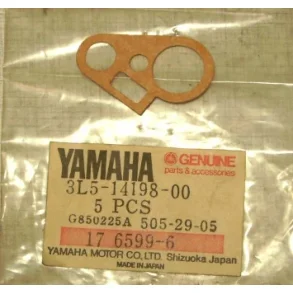 YAMAHA GENUINE
parts & accessories
3L5-14198-00
5 PCS
G850225A 505-29-05
17 6599-6
YAMAHA MOTOR CO., LTD. Shizuoka Japan
MADE IN JAPAN